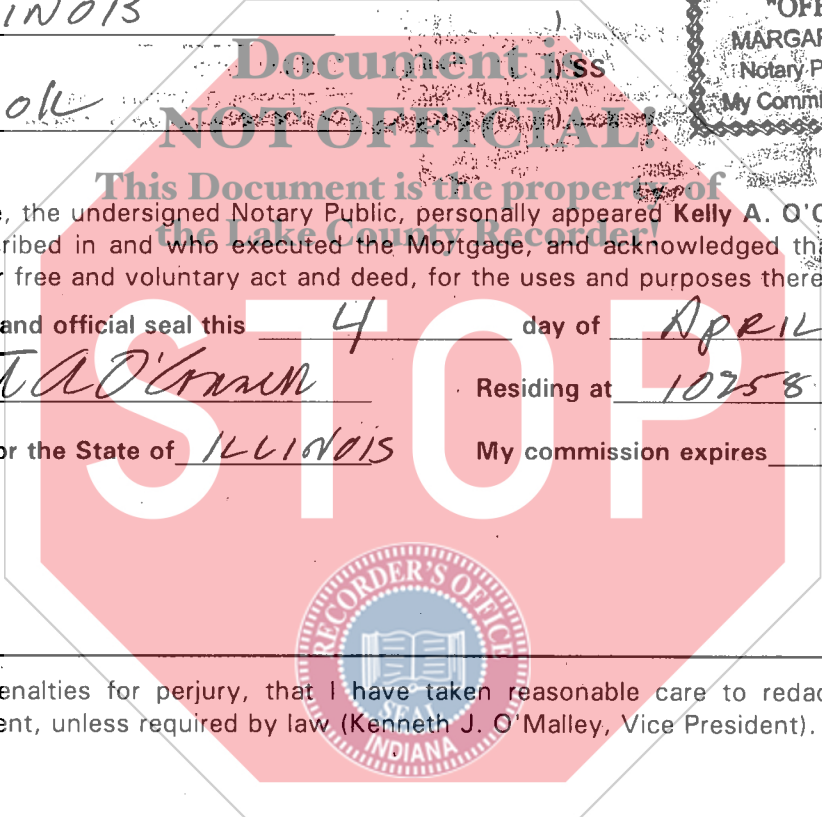 INOIS
"OFF
Document is
MARGAR
) SS
Notary P
NOT OFFICIAL!
OK
My Commi
This Document is the property of
e, the undersigned Notary Public, personally appeared Kelly A. O'C
the Lake County Recorder!
ribed in and who executed the Mortgage, and acknowledged tha
r free and voluntary act and deed, for the uses and purposes there
and official seal this 4 day of APRIL
T A O'Connell Residing at 10258
or the State of ILLINOIS My commission expires
STOP
RECORDER'S OFFICE
SEAL
INDIANA
enalties for perjury, that I have taken reasonable care to redac
ent, unless required by law (Kenneth J. O'Malley, Vice President).